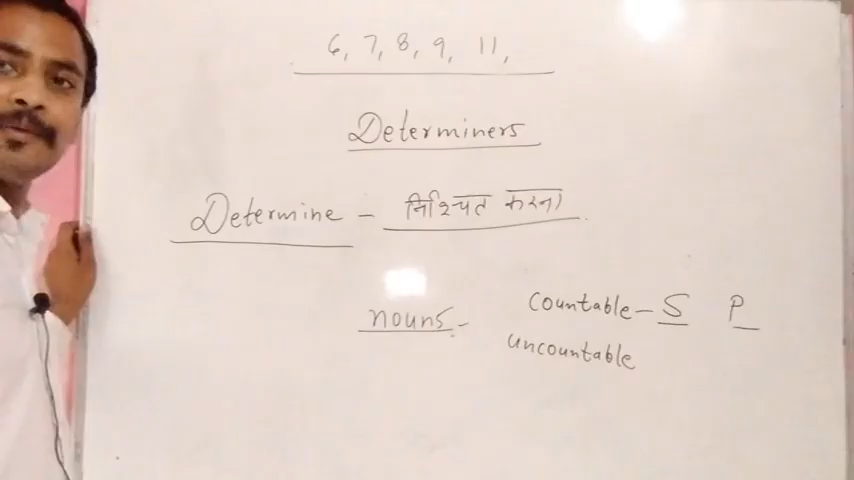 6, 7, 8, 9, 11,
Determiners
Determine - निश्चित करना
nouns - countable - S P
uncountable